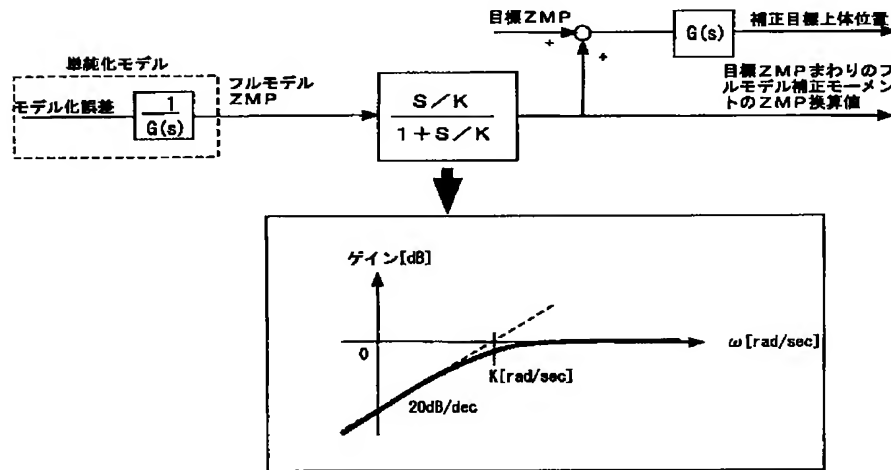 目標ZMP
+
+
G(s)
補正目標上体位置
単純化モデル
モデル化誤差
1
G(s)
フルモデル
ZMP
S/K
1+S/K
目標ZMPまわりのフ
ルモデル補正モーメン
トのZMP換算値
ゲイン[dB]
0
ω[rad/sec]
K[rad/sec]
20dB/dec